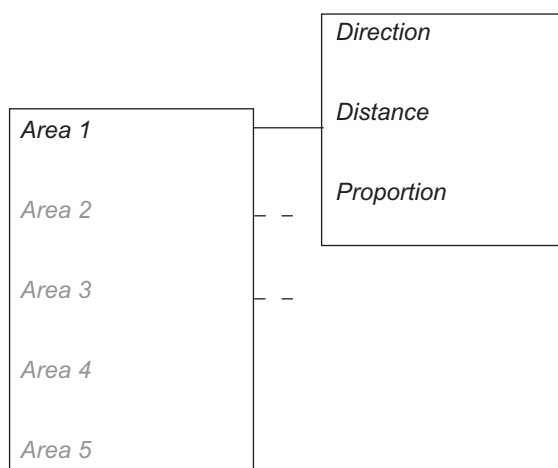 Direction
Distance
Proportion
Area 1
Area 2
Area 3
Area 4
Area 5